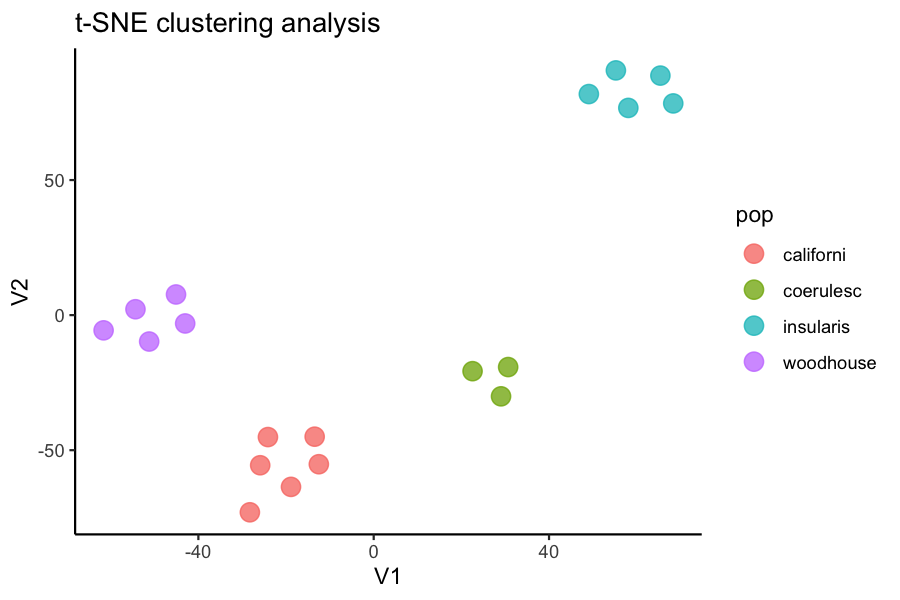 t-SNE clustering analysis
V2
50
0
-50
-40
0
40
V1
pop
californi
coerulesc
insularis
woodhouse